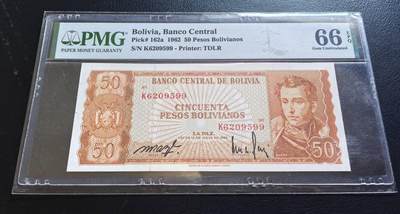 PMG
PAPER MONEY GUARANTY
Bolivia, Banco Central
Pick# 162a 1962 50 Pesos Bolivianos
S/N K6209599 - Printer: TDLR
66 EPQ
Gem Uncirculated
50
BANCO CENTRAL DE BOLIVIA
K6209599
CINCUENTA
PESOS BOLIVIANOS
K6209599
LA PAZ,
50
50